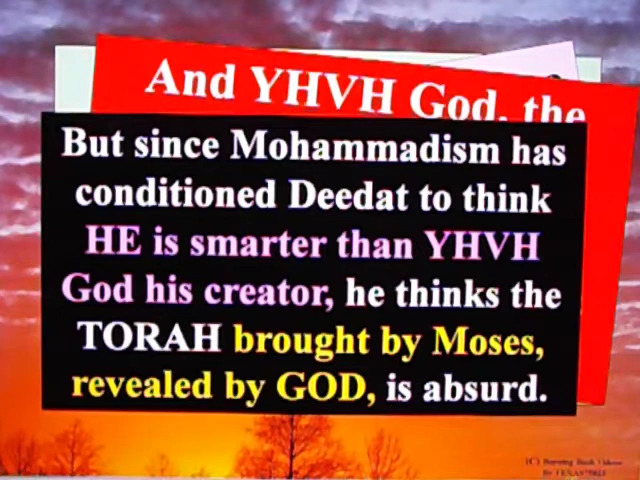 And YHVH God, the
But since Mohammadism has
conditioned Deedat to think
HE is smarter than YHVH
God his creator, he thinks the
TORAH brought by Moses,
revealed by GOD, is absurd.
(C)
By